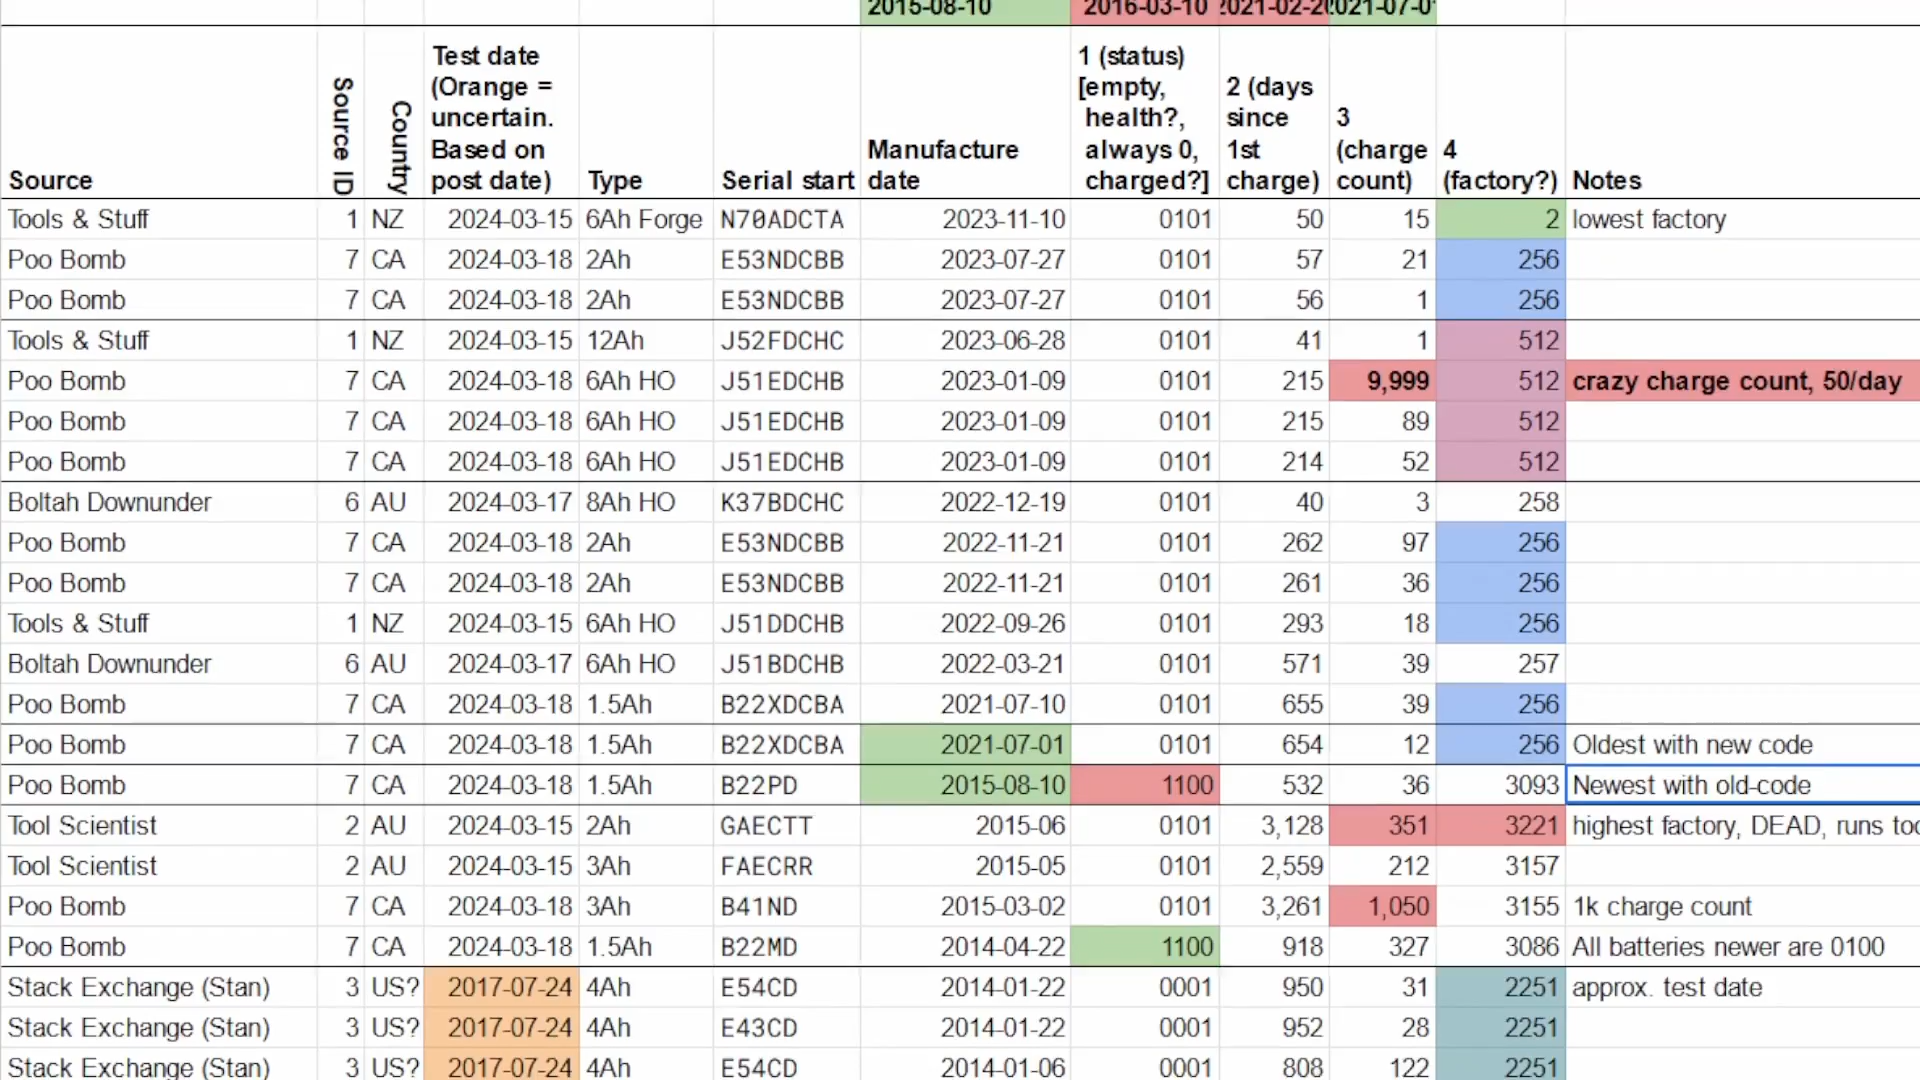 2015-08-10 2016-03-10 2021-02-2 021-07-0
Source Source ID Country Test date (Orange = uncertain. Based on post date) Type Serial start Manufacture date 1 (status) [empty, health?, always 0, charged?] 2 (days since 1st charge) 3 (charge count) 4 (factory?) Notes
Tools & Stuff 1 NZ 2024-03-15 6Ah Forge N70ADCTA 2023-11-10 0101 50 15 2 lowest factory
Poo Bomb 7 CA 2024-03-18 2Ah E53NDCBB 2023-07-27 0101 57 21 256
Poo Bomb 7 CA 2024-03-18 2Ah E53NDCBB 2023-07-27 0101 56 1 256
Tools & Stuff 1 NZ 2024-03-15 12Ah J52FDCHC 2023-06-28 0101 41 1 512
Poo Bomb 7 CA 2024-03-18 6Ah HO J51EDCHB 2023-01-09 0101 215 9,999 512 crazy charge count, 50/day
Poo Bomb 7 CA 2024-03-18 6Ah HO J51EDCHB 2023-01-09 0101 215 89 512
Poo Bomb 7 CA 2024-03-18 6Ah HO J51EDCHB 2023-01-09 0101 214 52 512
Boltah Downunder 6 AU 2024-03-17 8Ah HO K37BDCHC 2022-12-19 0101 40 3 258
Poo Bomb 7 CA 2024-03-18 2Ah E53NDCBB 2022-11-21 0101 262 97 256
Poo Bomb 7 CA 2024-03-18 2Ah E53NDCBB 2022-11-21 0101 261 36 256
Tools & Stuff 1 NZ 2024-03-15 6Ah HO J51DDCHB 2022-09-26 0101 293 18 256
Boltah Downunder 6 AU 2024-03-17 6Ah HO J51BDCHB 2022-03-21 0101 571 39 257
Poo Bomb 7 CA 2024-03-18 1.5Ah B22XDCBA 2021-07-10 0101 655 39 256
Poo Bomb 7 CA 2024-03-18 1.5Ah B22XDCBA 2021-07-01 0101 654 12 256 Oldest with new code
Poo Bomb 7 CA 2024-03-18 1.5Ah B22PD 2015-08-10 1100 532 36 3093 Newest with old-code
Tool Scientist 2 AU 2024-03-15 2Ah GAECTT 2015-06 0101 3,128 351 3221 highest factory, DEAD, runs too
Tool Scientist 2 AU 2024-03-15 3Ah FAECRR 2015-05 0101 2,559 212 3157
Poo Bomb 7 CA 2024-03-18 3Ah B41ND 2015-03-02 0101 3,261 1,050 3155 1k charge count
Poo Bomb 7 CA 2024-03-18 1.5Ah B22MD 2014-04-22 1100 918 327 3086 All batteries newer are 0100
Stack Exchange (Stan) 3 US? 2017-07-24 4Ah E54CD 2014-01-22 0001 950 31 2251 approx. test date
Stack Exchange (Stan) 3 US? 2017-07-24 4Ah E43CD 2014-01-22 0001 952 28 2251
Stack Exchange (Stan) 3 US? 2017-07-24 4Ah E54CD 2014-01-06 0001 808 122 2251